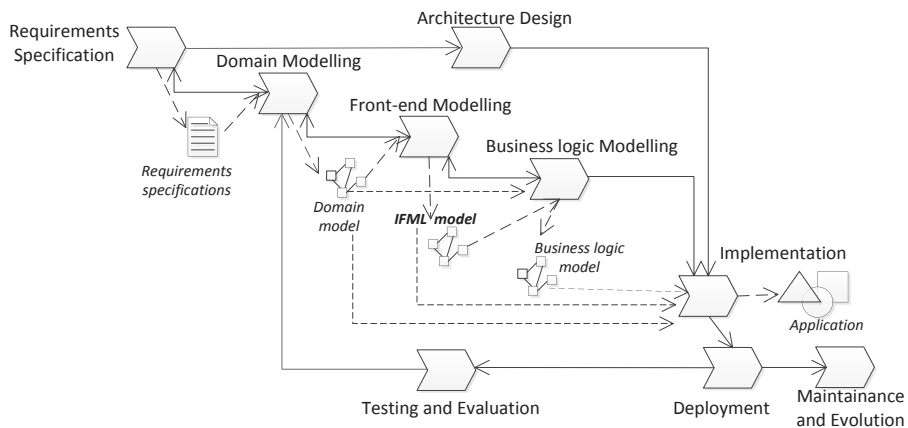 Requirements
Specification
Architecture Design
Domain Modelling
Front-end Modelling
Business logic Modelling
Requirements
specifications
Domain
model
IFML model
Business logic
model
Implementation
Application
Testing and Evaluation
Deployment
Maintainance
and Evolution